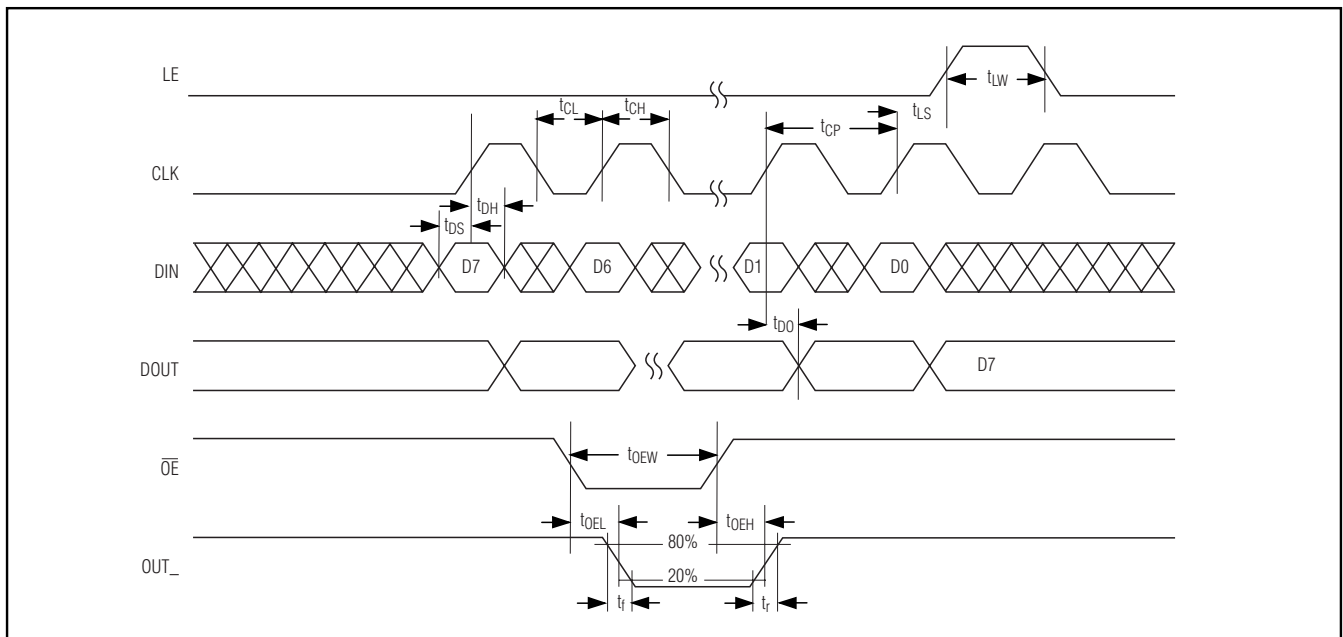 LE
tLW
tCL
tCH
tLS
tCP
CLK
tDH
tDS
DIN
D7
D6
D1
D0
tDO
DOUT
D7
OE
tOEW
tOEL
tOEH
80%
OUT_
20%
tf
tr